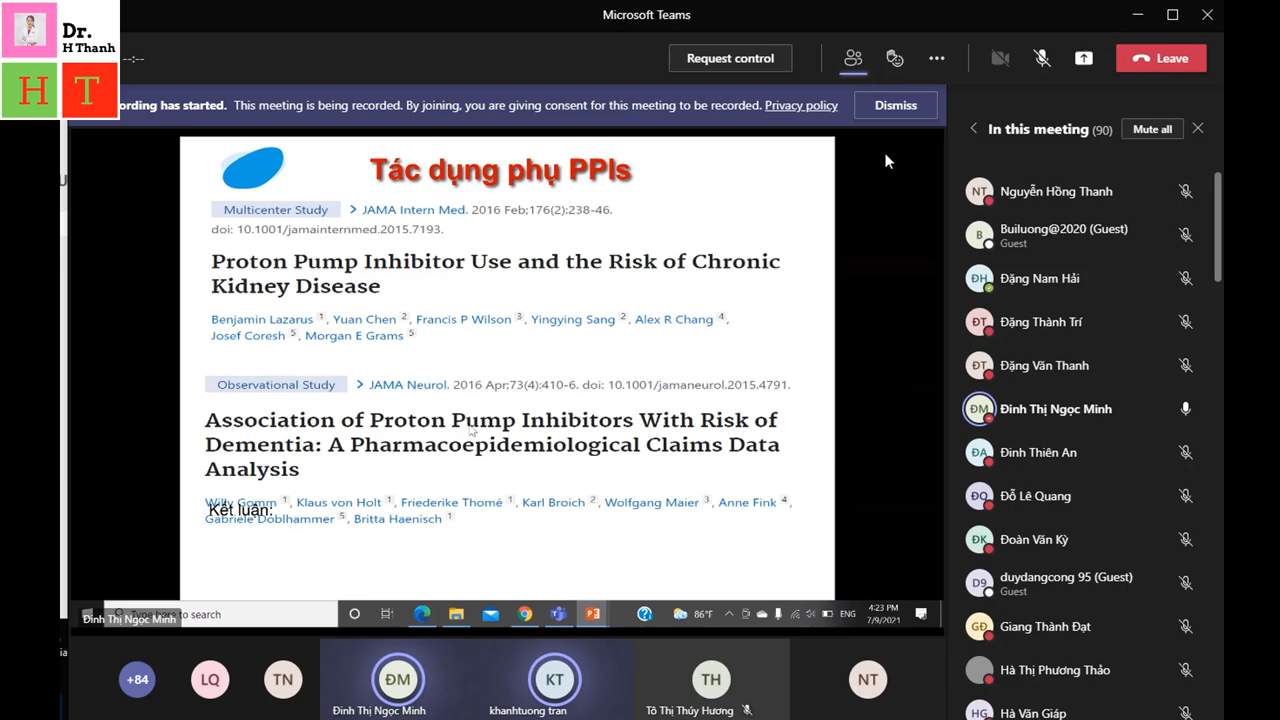 Dr.
H Thanh
H T
Microsoft Teams
--:--
Request control
Leave
ording has started. This meeting is being recorded. By joining, you are giving consent for this meeting to be recorded. Privacy policy
Dismiss
Tác dụng phụ PPIs
Multicenter Study > JAMA Intern Med. 2016 Feb;176(2):238-46.
doi: 10.1001/jamainternmed.2015.7193.
Proton Pump Inhibitor Use and the Risk of Chronic
Kidney Disease
Benjamin Lazarus 1, Yuan Chen 2, Francis P Wilson 3, Yingying Sang 2, Alex R Chang 4,
Josef Coresh 5, Morgan E Grams 5
Observational Study > JAMA Neurol. 2016 Apr;73(4):410-6. doi: 10.1001/jamaneurol.2015.4791.
Association of Proton Pump Inhibitors With Risk of
Dementia: A Pharmacoepidemiological Claims Data
Analysis
Willy Gomm 1, Klaus von Holt 1, Friederike Thomé 1, Karl Broich 2, Wolfgang Maier 3, Anne Fink 4,
Kết luận:
Gabriele Doblhammer 5, Britta Haenisch 1
Type here to search
Đinh Thị Ngọc Minh
86°F
ENG
4:23 PM
7/9/2021
+84
LQ
TN
ĐM
Đinh Thị Ngọc Minh
KT
khanhtuong tran
TH
Tô Thị Thúy Hương
NT
In this meeting (90)
Mute all
NT Nguyễn Hồng Thanh
B Builuong@2020 (Guest)
Guest
ĐH Đặng Nam Hải
ĐT Đặng Thành Trí
ĐT Đặng Văn Thanh
ĐM Đinh Thị Ngọc Minh
ĐA Đinh Thiên An
ĐQ Đỗ Lê Quang
ĐK Đoàn Văn Kỳ
D9 duydangcong 95 (Guest)
Guest
GĐ Giang Thành Đạt
Hà Thị Phương Thảo
HG Hà Văn Giáp